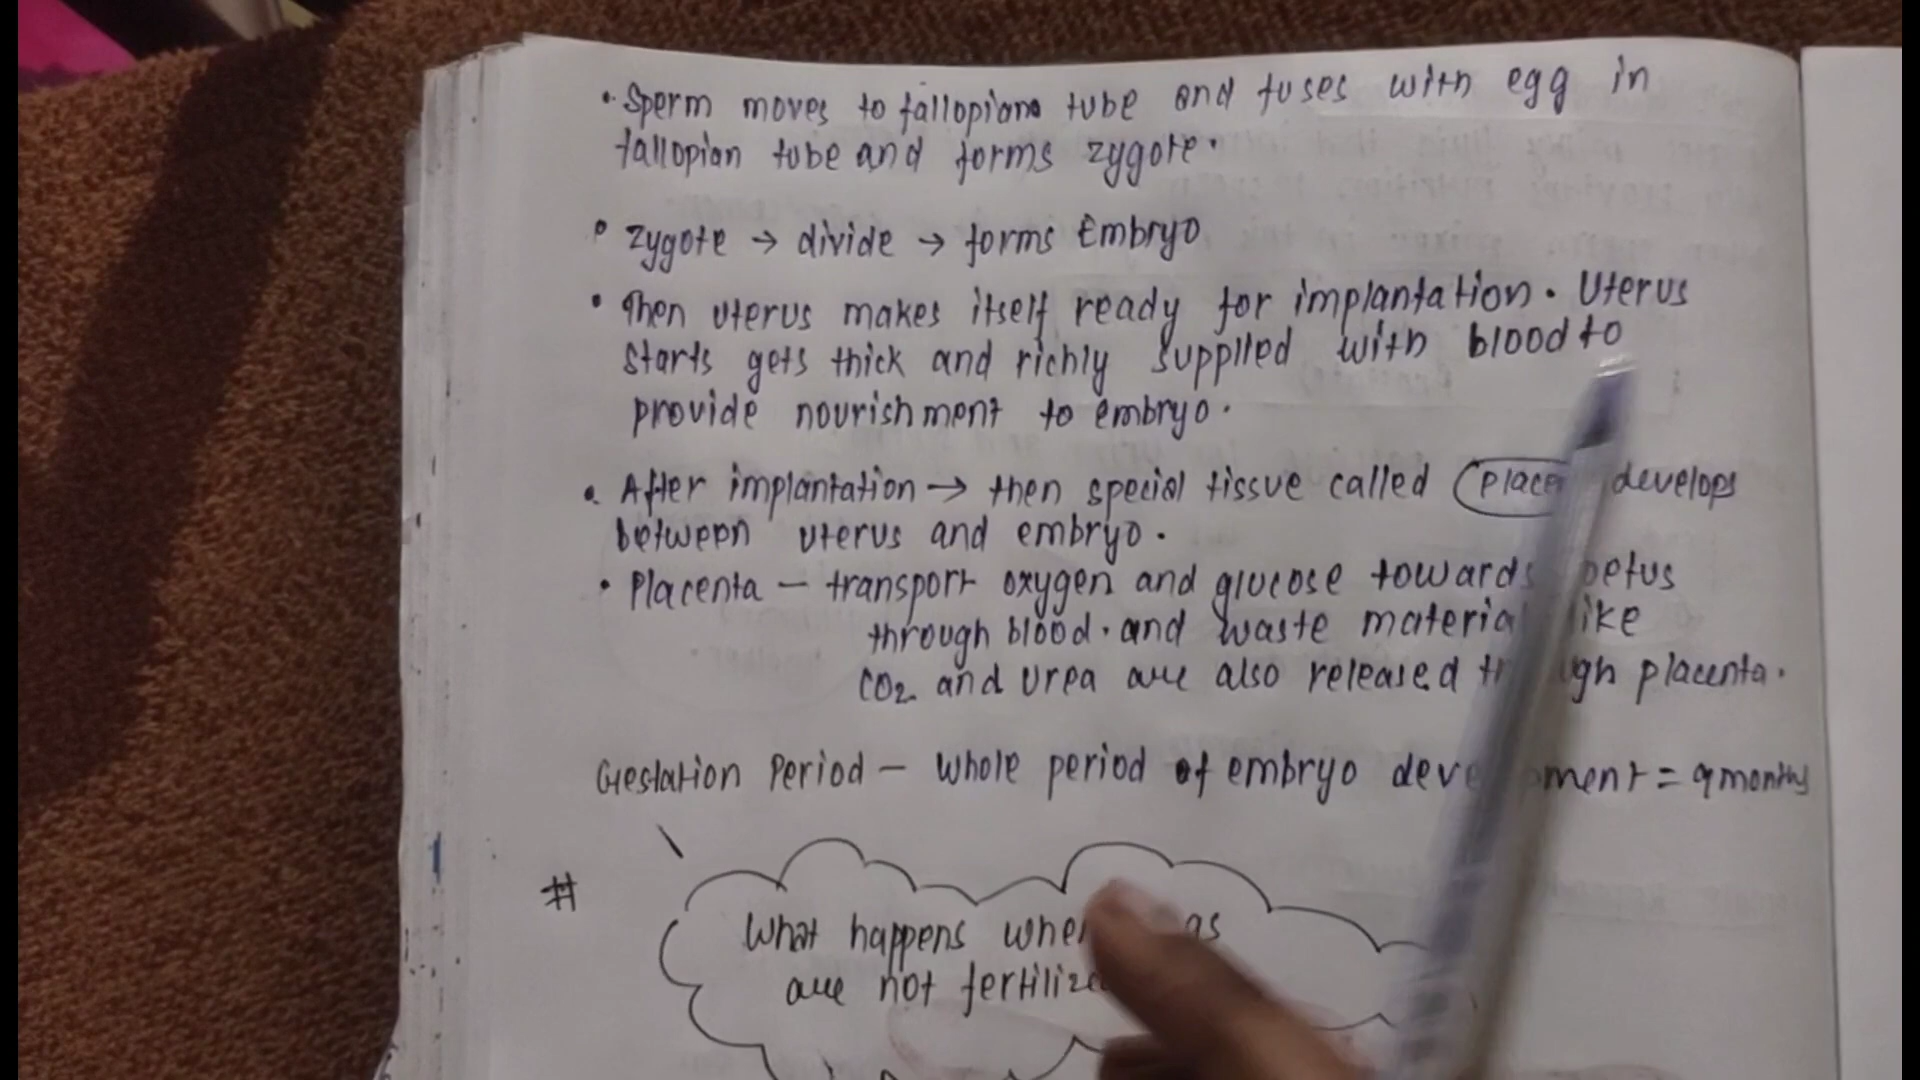 • Sperm moves to fallopian tube and fuses with egg in
fallopian tube and forms zygote.
• zygote → divide → forms Embryo
• Then uterus makes itself ready for implantation. Uterus
starts gets thick and richly supplied with blood to
provide nourishment to embryo.
• After implantation → then special tissue called develops
between uterus and embryo.
• Placenta – transport oxygen and glucose towards
through blood. and waste material like
CO2 and urea are also released placenta.
Gestation Period – whole period of embryo = 9 months
# What happens
are not